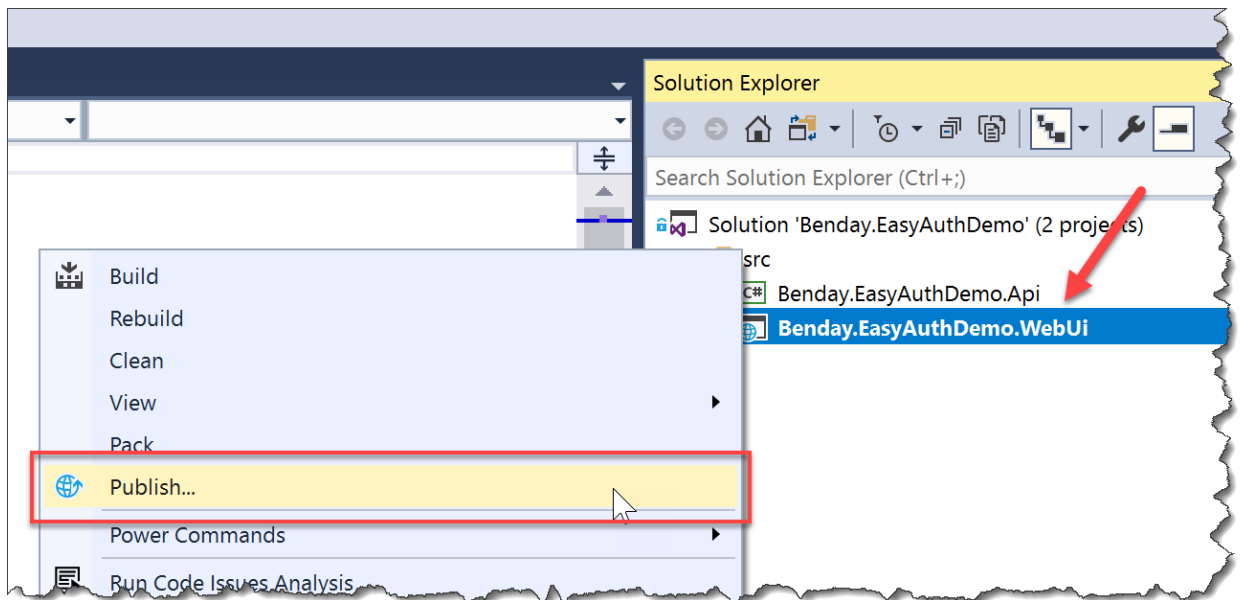 Solution Explorer
Search Solution Explorer (Ctrl+;)
Solution 'Benday.EasyAuthDemo' (2 projects)
src
C# Benday.EasyAuthDemo.Api
Benday.EasyAuthDemo.WebUi
Build
Rebuild
Clean
View
Pack
Publish...
Power Commands
Run Code Issues Analysis